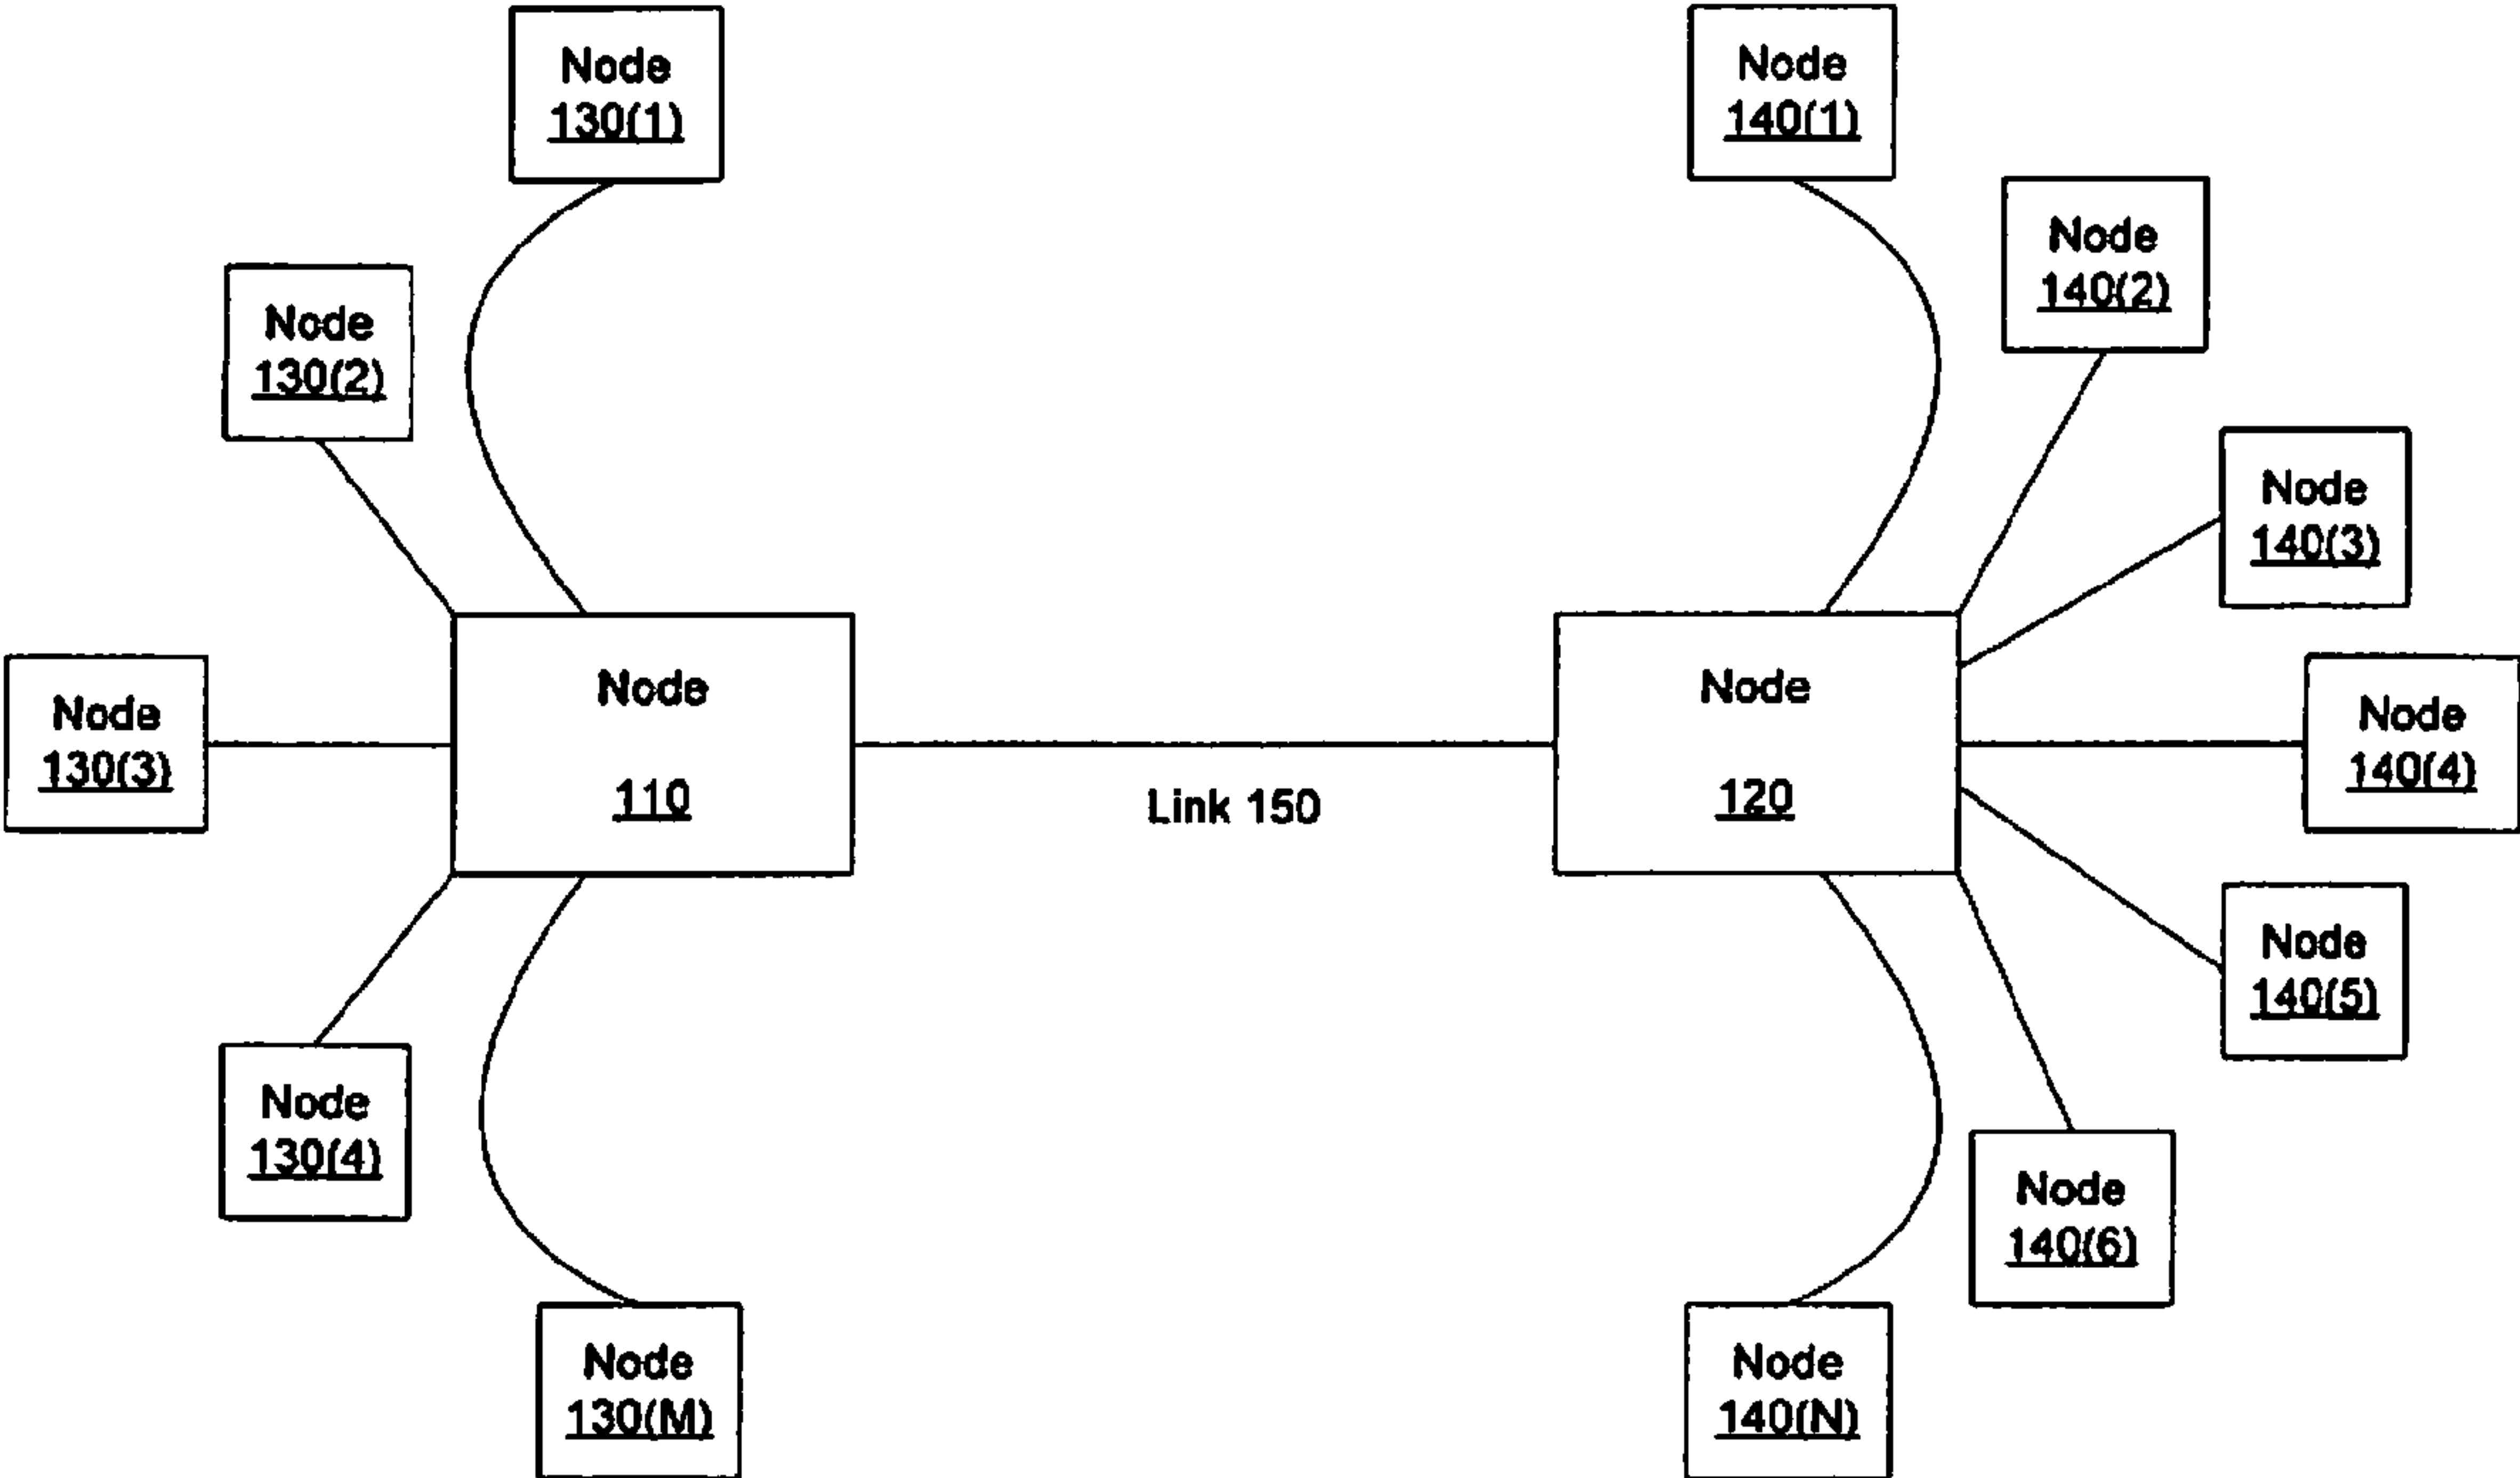 Node
130(1)
Node
140(1)
Node
140(2)
Node
130(2)
Node
140(3)
Node
130(3)
Node
110
Link 150
Node
120
Node
140(4)
Node
140(5)
Node
130(4)
Node
140(6)
Node
130(M)
Node
140(N)